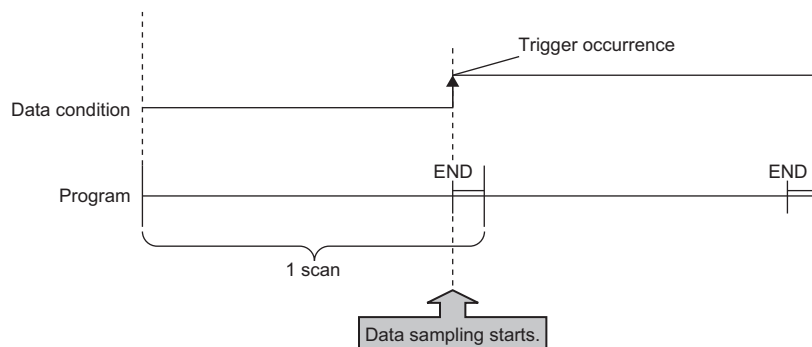 Trigger occurrence
Data condition
END
END
Program
1 scan
Data sampling starts.